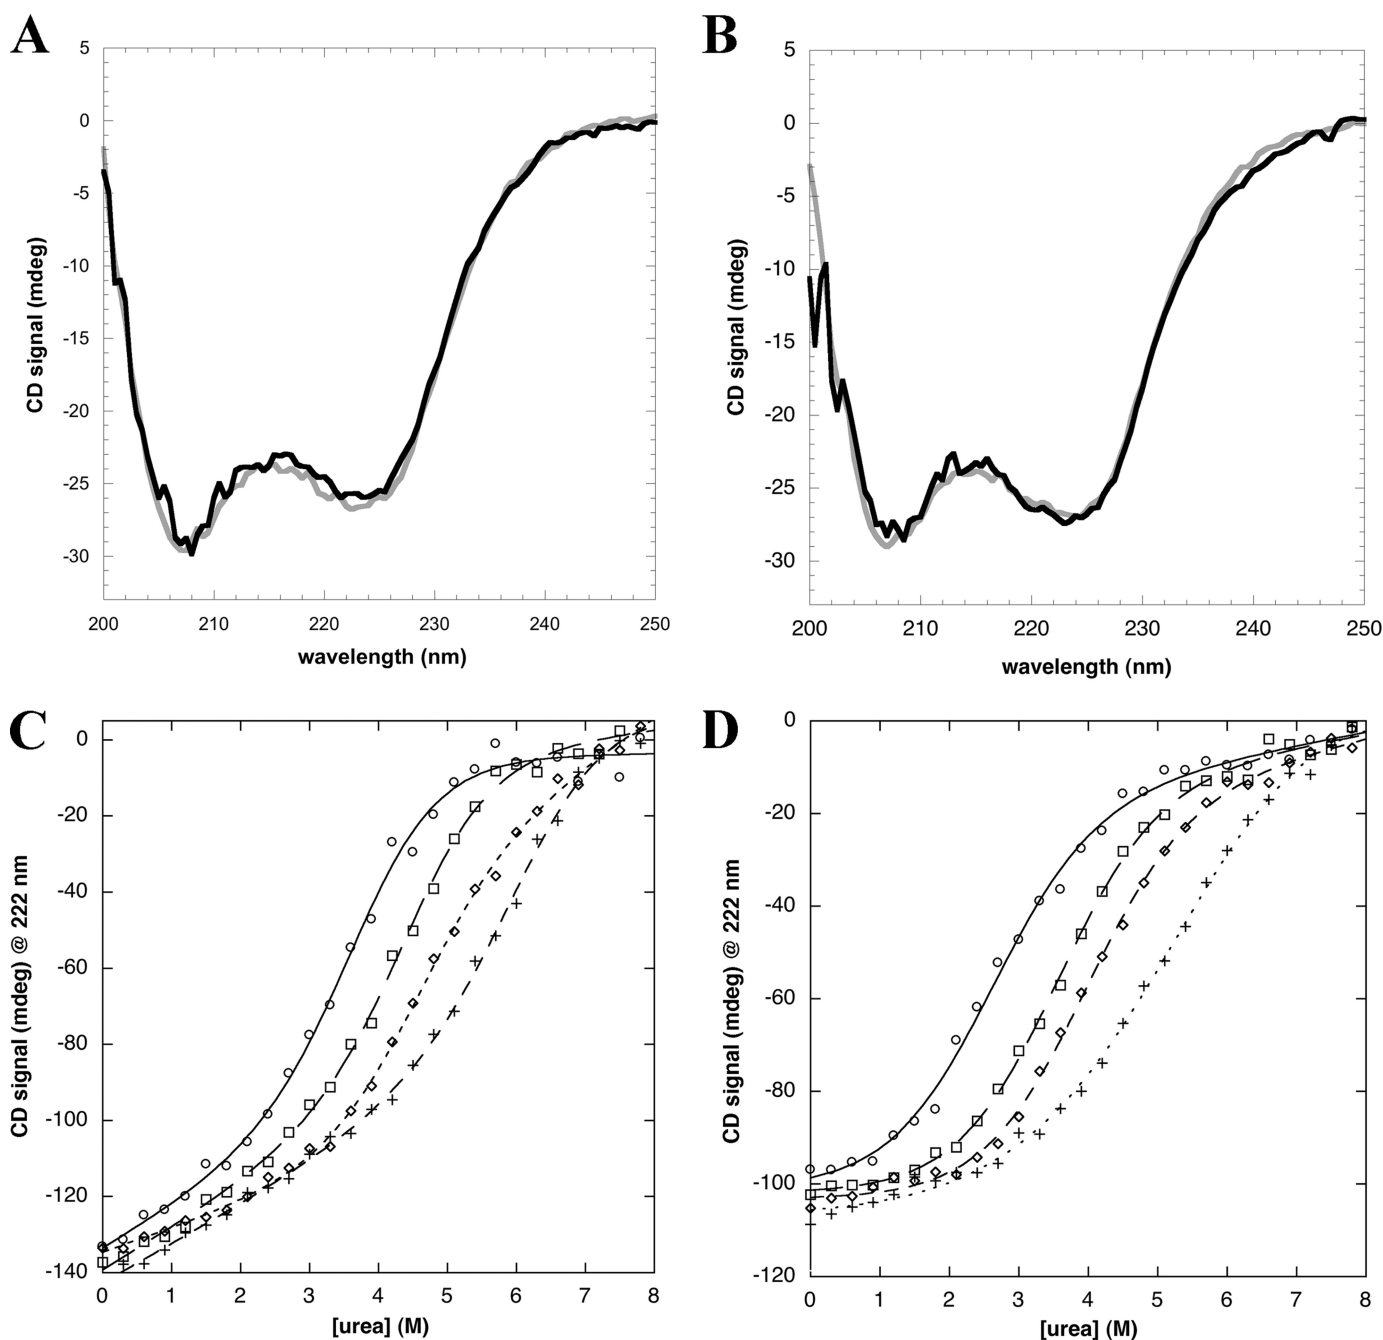 A
5
0
-5
-10
-15
-20
-25
-30
CD signal (mdeg)
200 210 220 230 240 250
wavelength (nm)
B
5
0
-5
-10
-15
-20
-25
-30
CD signal (mdeg)
200 210 220 230 240 250
wavelength (nm)
C
0
-20
-40
-60
-80
-100
-120
-140
CD signal (mdeg) @ 222 nm
0 1 2 3 4 5 6 7 8
[urea] (M)
D
0
-20
-40
-60
-80
-100
-120
CD signal (mdeg) @ 222 nm
0 1 2 3 4 5 6 7 8
[urea] (M)